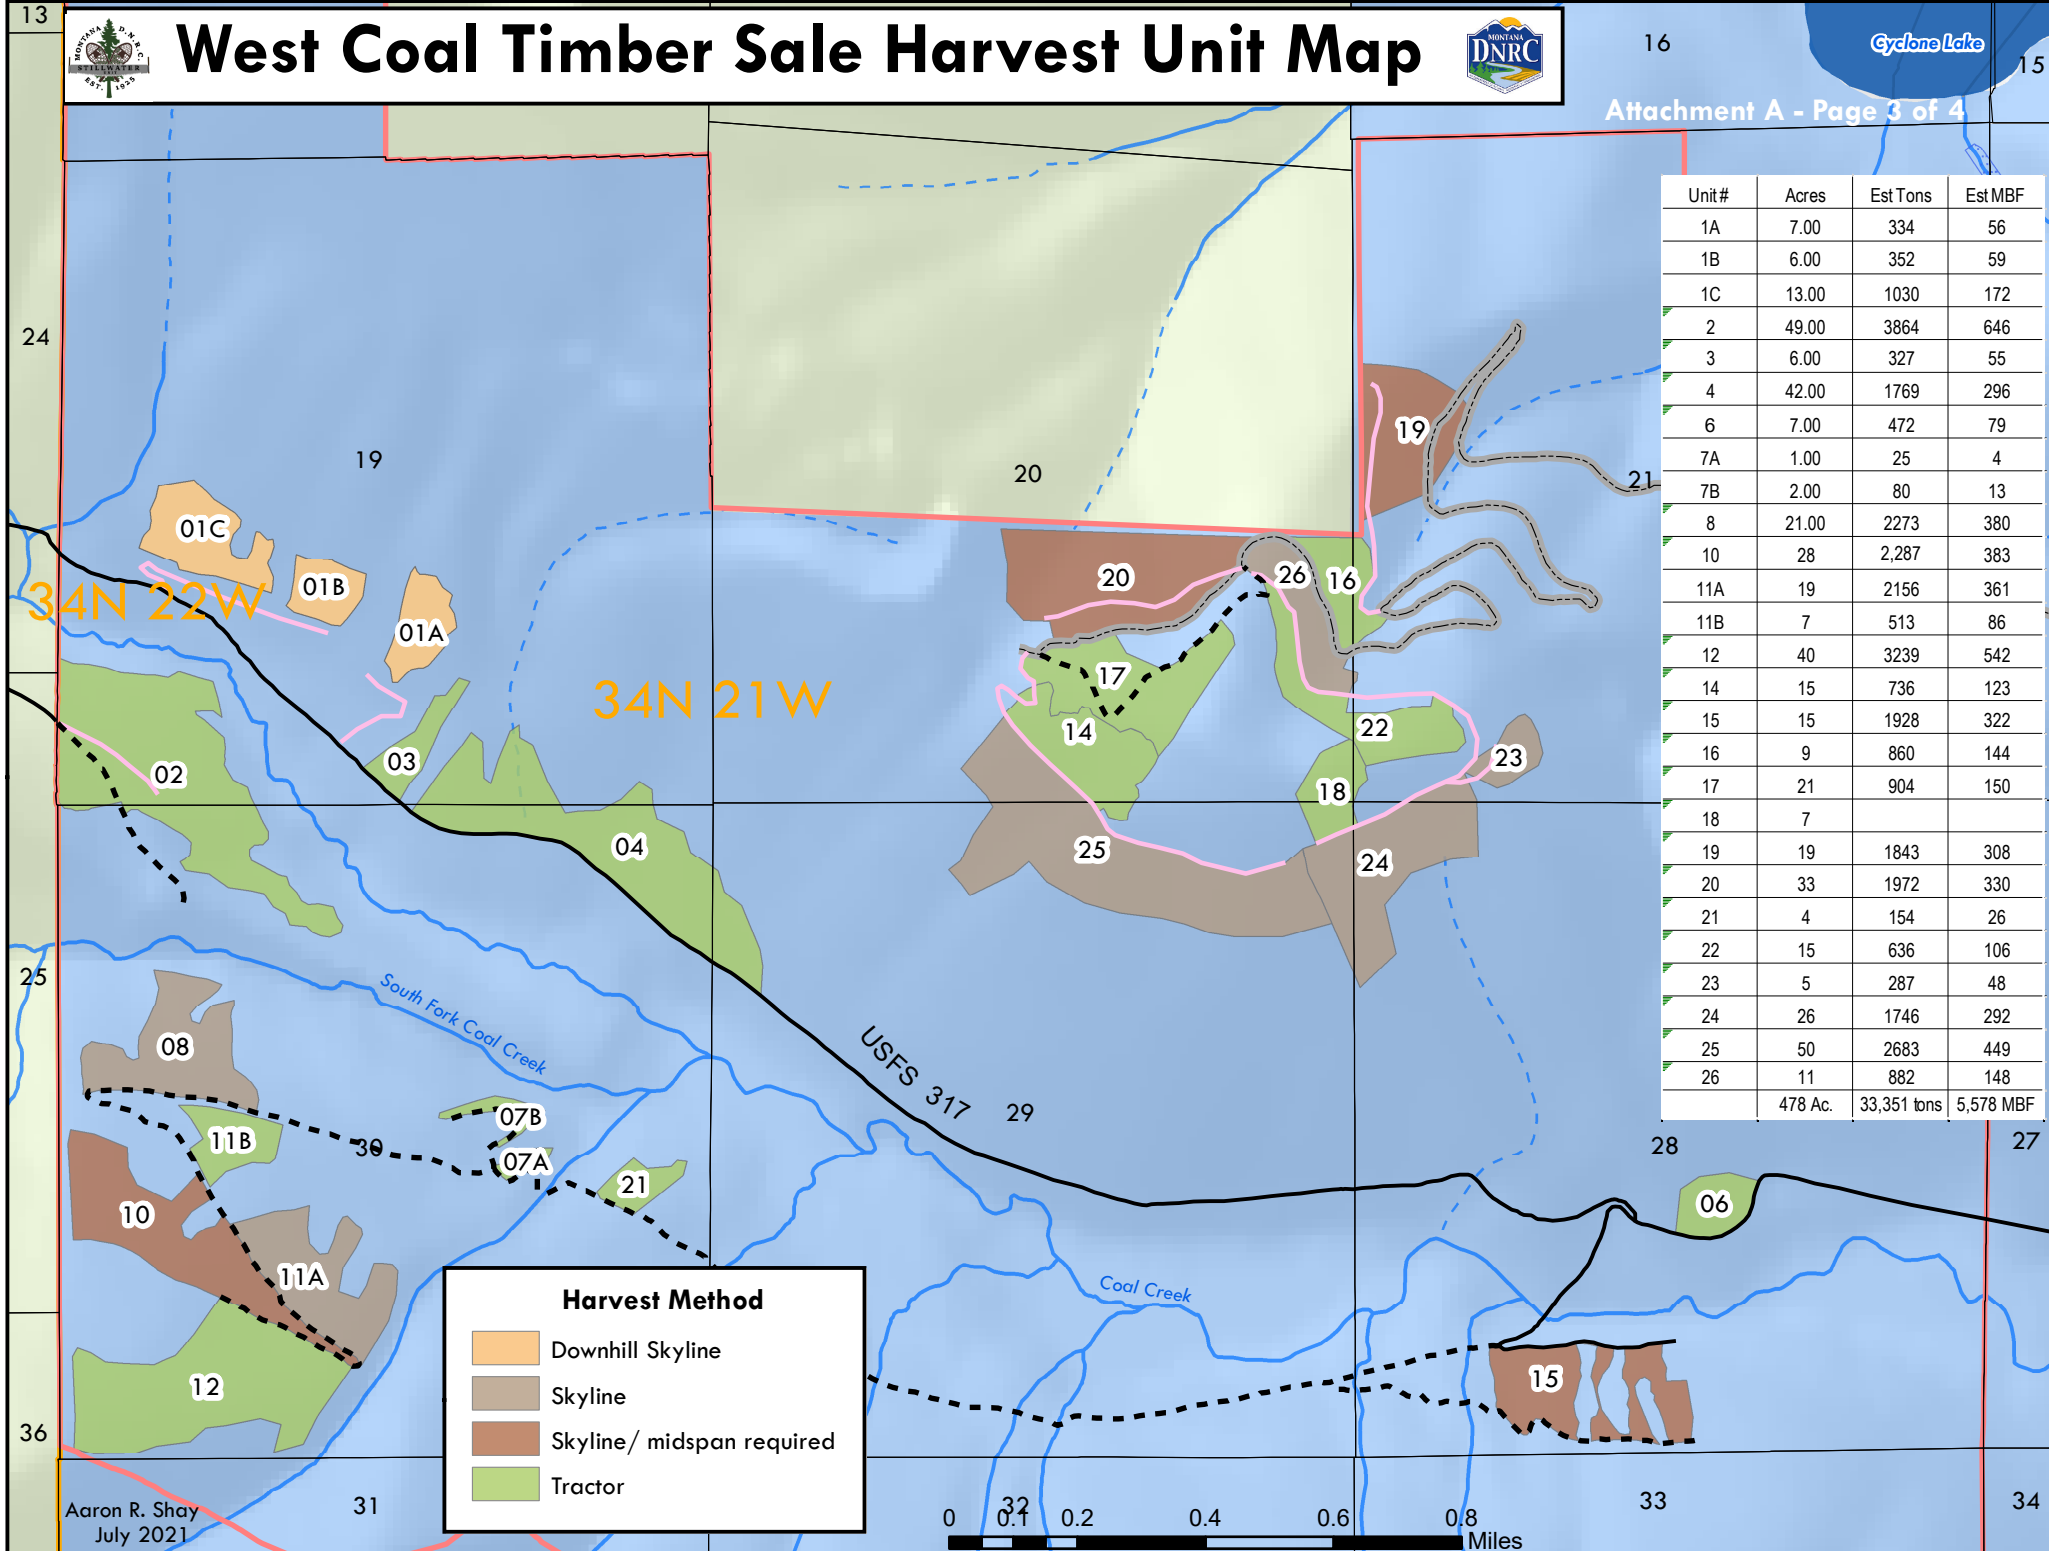 West Coal Timber Sale Harvest Unit Map
MONTANA D.N.R.C.
STILLWATER
EST. 1925
MONTANA
DNRC
Cyclone Lake
Attachment A - Page 3 of 4
13
16
15
24
19
20
21
25
30
29
28
27
36
31
32
33
34
34N 22W
34N 21W
01C
01B
01A
02
03
04
06
07B
07A
08
10
11B
11A
12
14
15
16
17
18
19
20
21
22
23
24
25
26
South Fork Coal Creek
USFS 317
Coal Creek
Unit # Acres Est Tons Est MBF
1A 7.00 334 56
1B 6.00 352 59
1C 13.00 1030 172
2 49.00 3864 646
3 6.00 327 55
4 42.00 1769 296
6 7.00 472 79
7A 1.00 25 4
7B 2.00 80 13
8 21.00 2273 380
10 28 2,287 383
11A 19 2156 361
11B 7 513 86
12 40 3239 542
14 15 736 123
15 15 1928 322
16 9 860 144
17 21 904 150
18 7
19 19 1843 308
20 33 1972 330
21 4 154 26
22 15 636 106
23 5 287 48
24 26 1746 292
25 50 2683 449
26 11 882 148
478 Ac. 33,351 tons 5,578 MBF
Harvest Method
Downhill Skyline
Skyline
Skyline/ midspan required
Tractor
Aaron R. Shay
July 2021
0 0.1 0.2 0.4 0.6 0.8
Miles